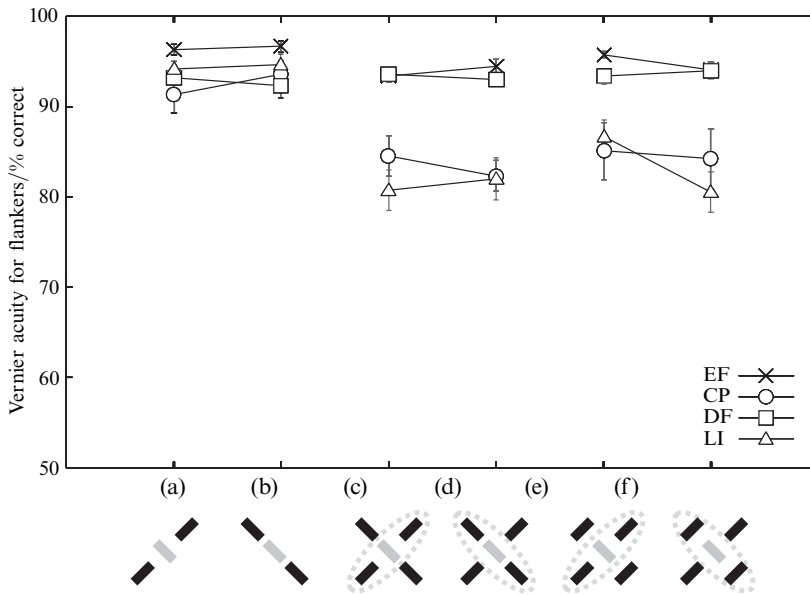 Vernier acuity for flankers/% correct
100
90
80
70
60
50
EF
CP
DF
LI
(a) (b) (c) (d) (e) (f)